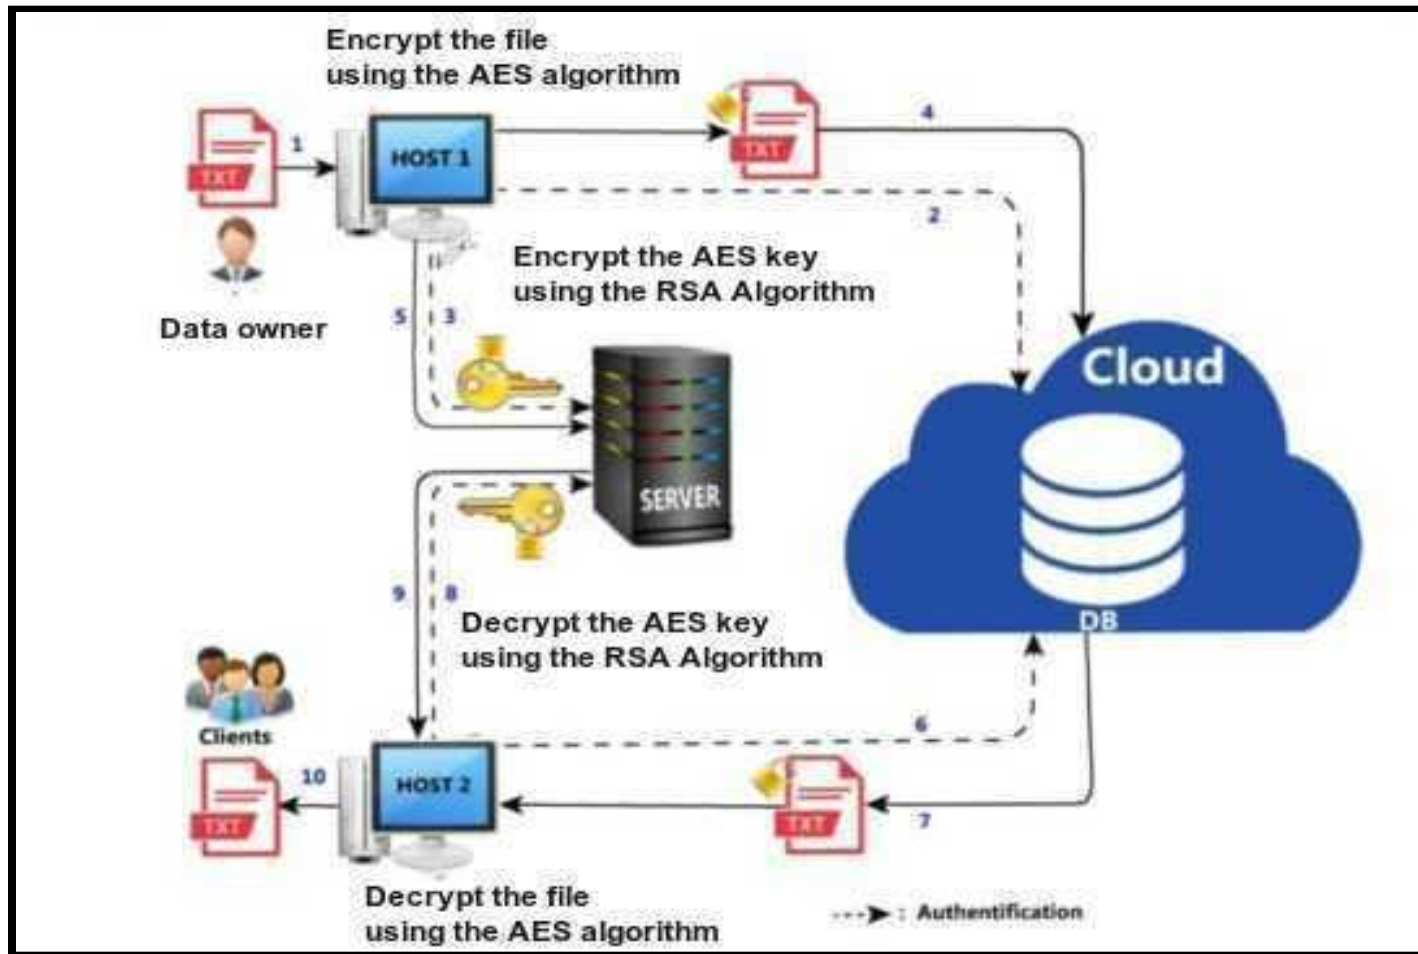 Encrypt the file
using the AES algorithm
TXT
1
HOST 1
TXT
4
2
Data owner
Encrypt the AES key
using the RSA Algorithm
5
3
Cloud
SERVER
DB
9
8
Decrypt the AES key
using the RSA Algorithm
Clients
6
10
HOST 2
TXT
TXT
7
Decrypt the file
using the AES algorithm
: Authentification